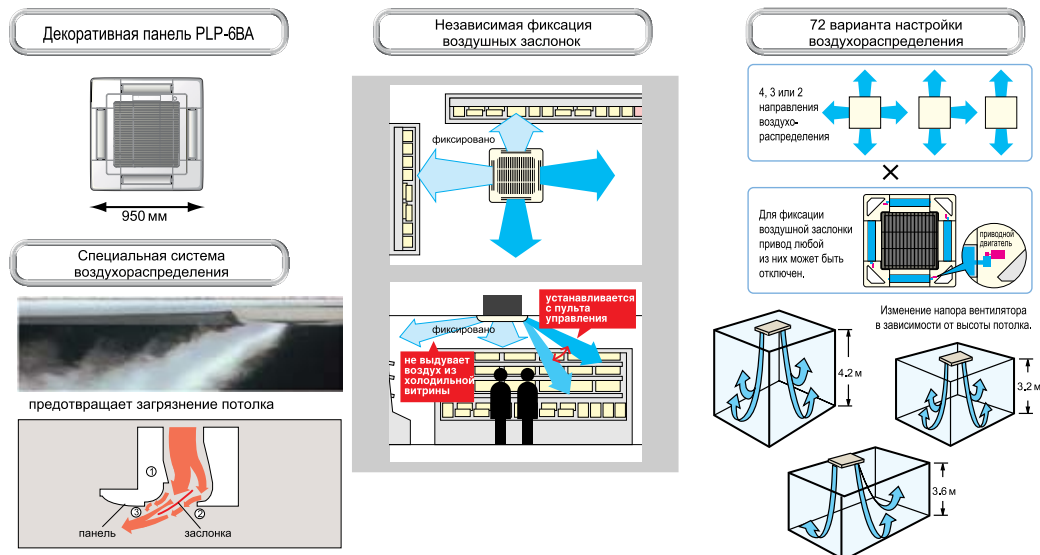 Декоративная панель PLP-6BA
950 мм
Специальная система
воздухораспределения
предотвращает загрязнение потолка
①
③
②
панель
заслонка
Независимая фиксация
воздушных заслонок
фиксировано
устанавливается
с пульта
управления
фиксировано
не выдувает
воздух из
холодильной
витрины
72 варианта настройки
воздухораспределения
4, 3 или 2
направления
воздухо-
распределения
×
Для фиксации
воздушной заслонки
привод любой
из них может быть
отключен.
приводной
двигатель
Изменение напора вентилятора
в зависимости от высоты потолка.
4.2 м
3.2 м
3.6 м